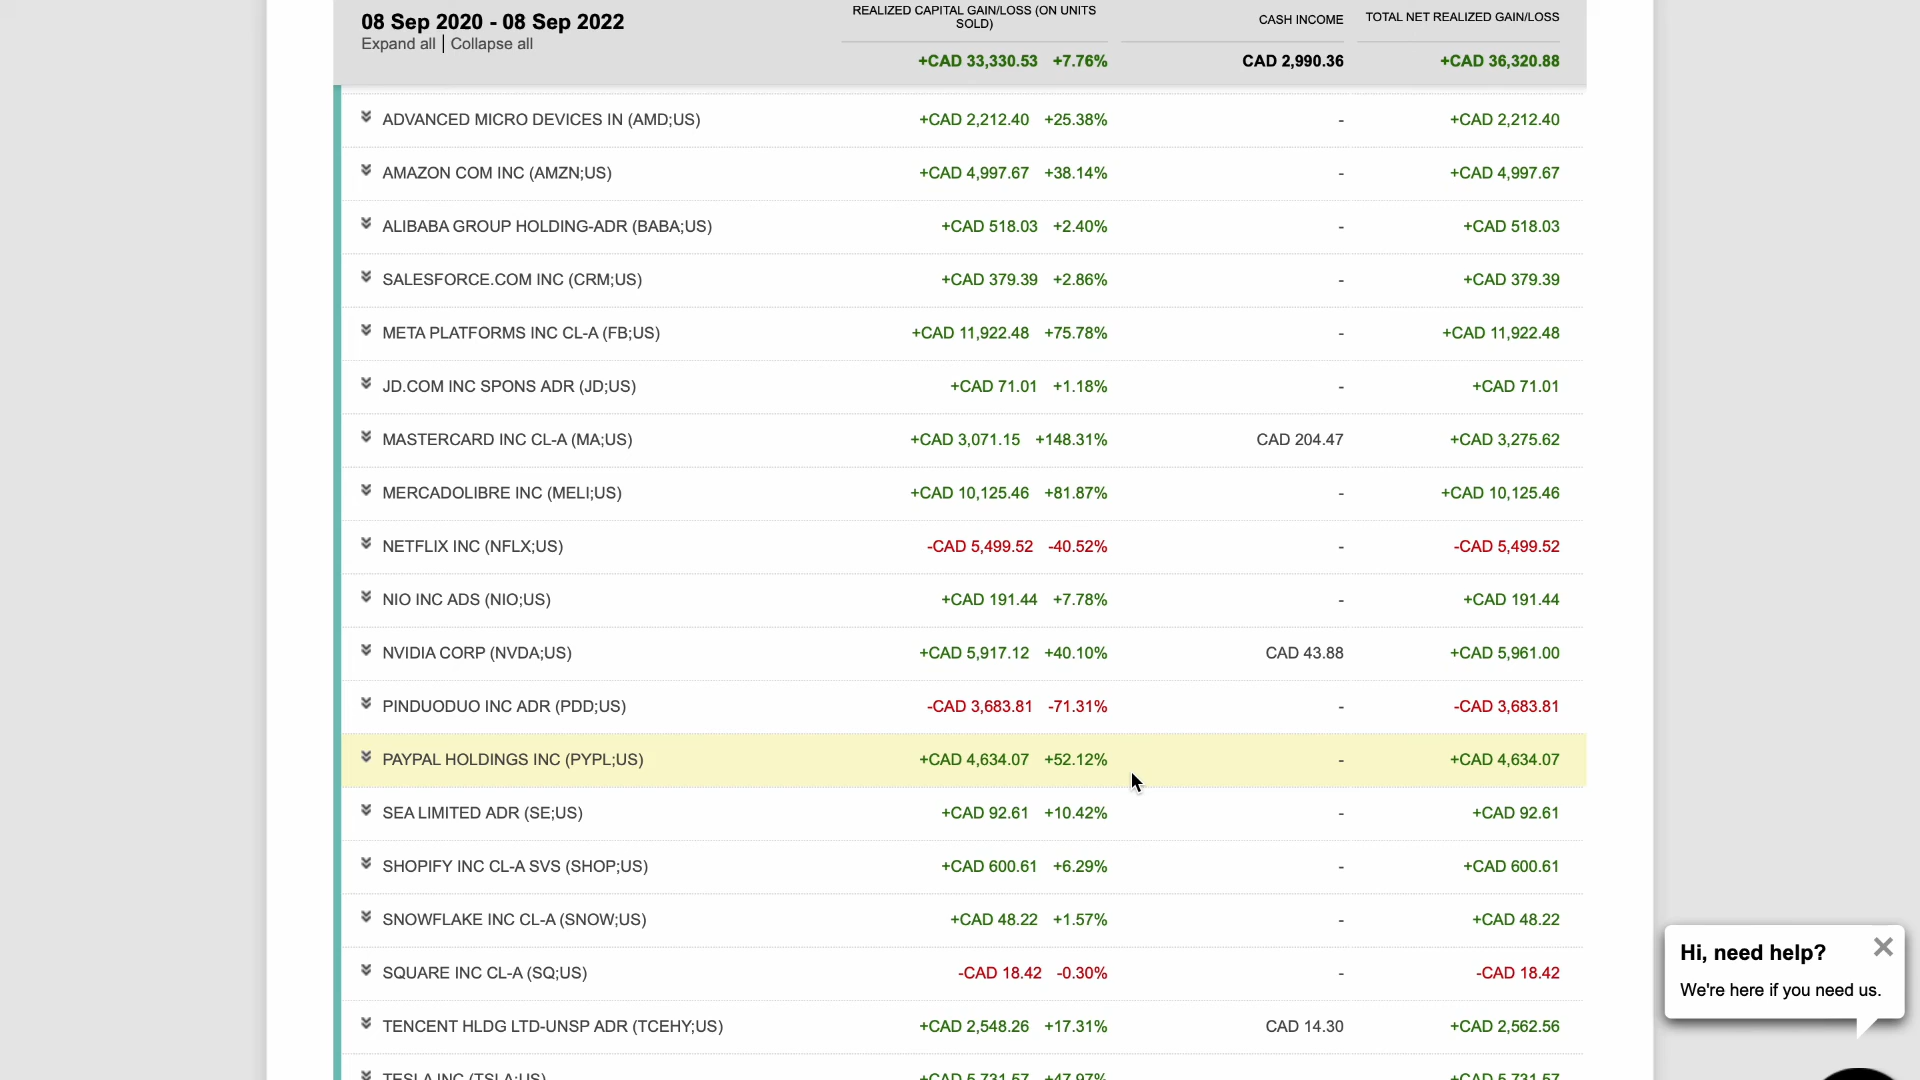 08 Sep 2020 - 08 Sep 2022
Expand all | Collapse all
REALIZED CAPITAL GAIN/LOSS (ON UNITS SOLD) CASH INCOME TOTAL NET REALIZED GAIN/LOSS
+CAD 33,330.53 +7.76% CAD 2,990.36 +CAD 36,320.88
ADVANCED MICRO DEVICES IN (AMD;US) +CAD 2,212.40 +25.38% - +CAD 2,212.40
AMAZON COM INC (AMZN;US) +CAD 4,997.67 +38.14% - +CAD 4,997.67
ALIBABA GROUP HOLDING-ADR (BABA;US) +CAD 518.03 +2.40% - +CAD 518.03
SALESFORCE.COM INC (CRM;US) +CAD 379.39 +2.86% - +CAD 379.39
META PLATFORMS INC CL-A (FB;US) +CAD 11,922.48 +75.78% - +CAD 11,922.48
JD.COM INC SPONS ADR (JD;US) +CAD 71.01 +1.18% - +CAD 71.01
MASTERCARD INC CL-A (MA;US) +CAD 3,071.15 +148.31% CAD 204.47 +CAD 3,275.62
MERCADOLIBRE INC (MELI;US) +CAD 10,125.46 +81.87% - +CAD 10,125.46
NETFLIX INC (NFLX;US) -CAD 5,499.52 -40.52% - -CAD 5,499.52
NIO INC ADS (NIO;US) +CAD 191.44 +7.78% - +CAD 191.44
NVIDIA CORP (NVDA;US) +CAD 5,917.12 +40.10% CAD 43.88 +CAD 5,961.00
PINDUODUO INC ADR (PDD;US) -CAD 3,683.81 -71.31% - -CAD 3,683.81
PAYPAL HOLDINGS INC (PYPL;US) +CAD 4,634.07 +52.12% - +CAD 4,634.07
SEA LIMITED ADR (SE;US) +CAD 92.61 +10.42% - +CAD 92.61
SHOPIFY INC CL-A SVS (SHOP;US) +CAD 600.61 +6.29% - +CAD 600.61
SNOWFLAKE INC CL-A (SNOW;US) +CAD 48.22 +1.57% - +CAD 48.22
SQUARE INC CL-A (SQ;US) -CAD 18.42 -0.30% - -CAD 18.42
TENCENT HLDG LTD-UNSP ADR (TCEHY;US) +CAD 2,548.26 +17.31% CAD 14.30 +CAD 2,562.56
TESLA INC (TSLA;US) +CAD 5,731.57 +47.97% +CAD 5,731.57
Hi, need help?
We're here if you need us.